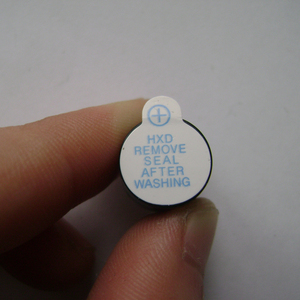 +
HXD
REMOVE
SEAL
AFTER
WASHING